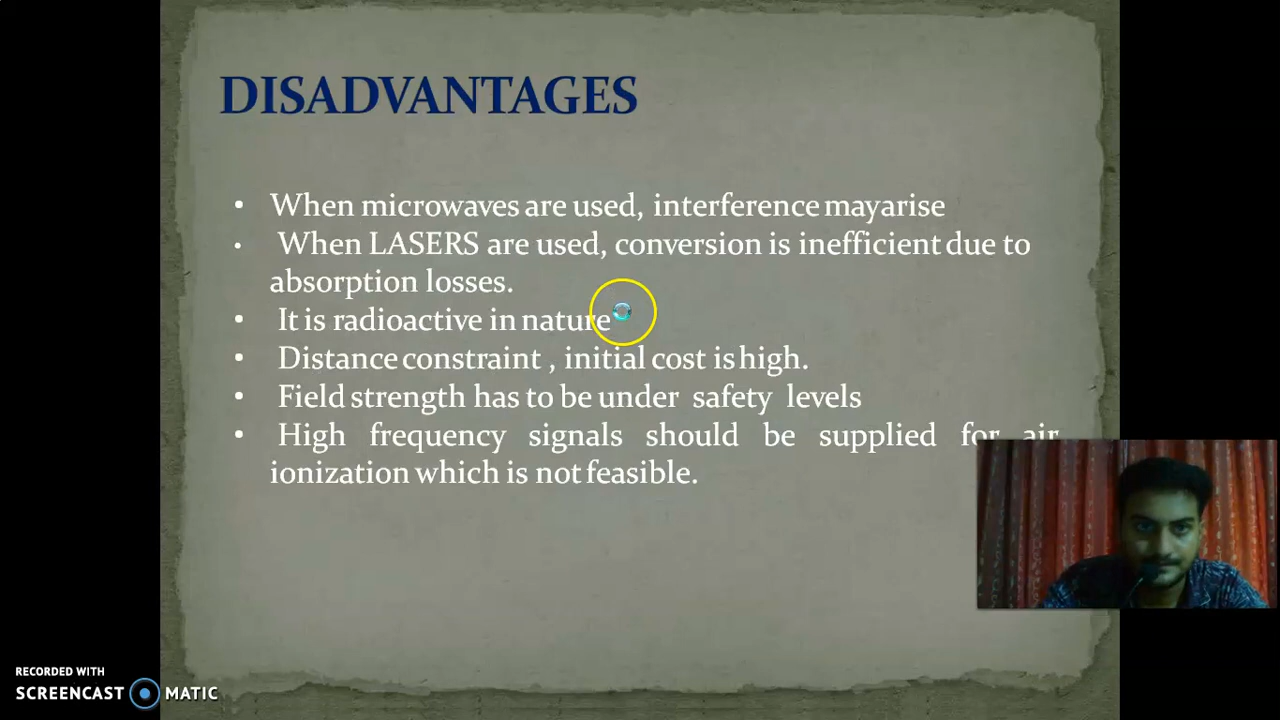 DISADVANTAGES
• When microwaves are used, interference mayarise
• When LASERS are used, conversion is inefficient due to
absorption losses.
• It is radioactive in nature
• Distance constraint , initial cost is high.
• Field strength has to be under safety levels
• High frequency signals should be supplied for air
ionization which is not feasible.
RECORDED WITH
SCREENCAST MATIC